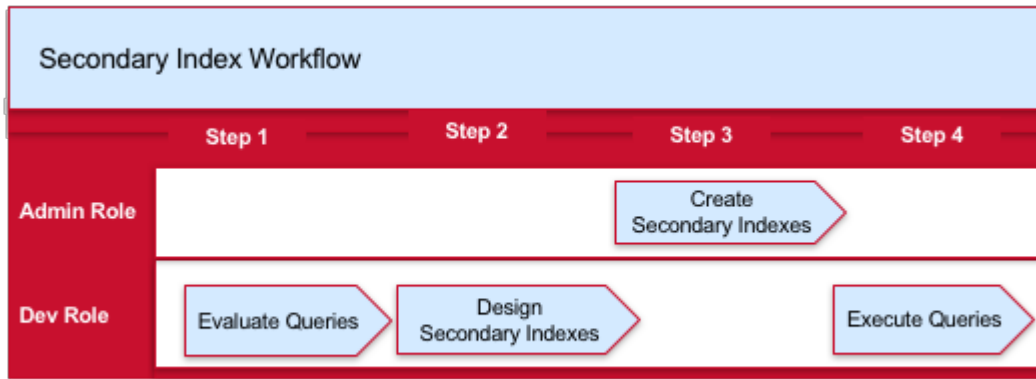 Secondary Index Workflow
Step 1
Step 2
Step 3
Step 4
Admin Role
Create
Secondary Indexes
Dev Role
Evaluate Queries
Design
Secondary Indexes
Execute Queries